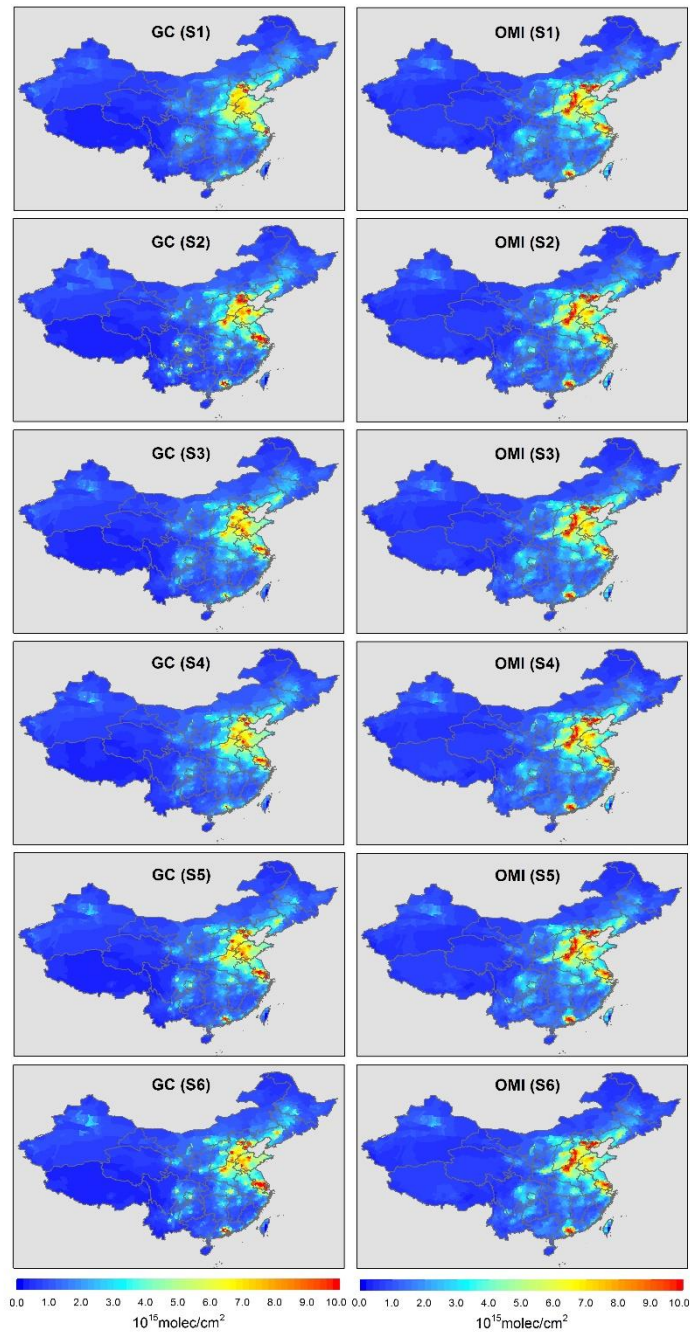 GC (S1) OMI (S1)
GC (S2) OMI (S2)
GC (S3) OMI (S3)
GC (S4) OMI (S4)
GC (S5) OMI (S5)
GC (S6) OMI (S6)
0.0 1.0 2.0 3.0 4.0 5.0 6.0 7.0 8.0 9.0 10.0 0.0 1.0 2.0 3.0 4.0 5.0 6.0 7.0 8.0 9.0 10.0
10¹⁵molec/cm² 10¹⁵molec/cm²